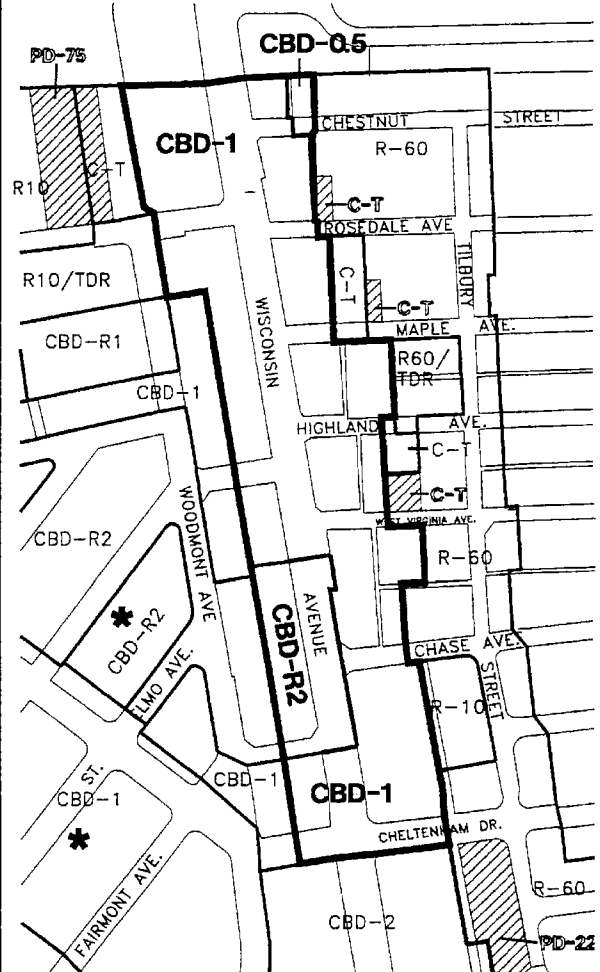 CBD-0.5
PD-75
CHESTNUT
STREET
CBD-1
R-60
C-T
R10
C-T
ROSEDALE AVE
TILBURY
R10/TDR
C-T
C-T
WISCONSIN
MAPLE AVE.
CBD-R1
R60/
TDR
CBD-1
HIGHLAND AVE.
C-T
C-T
WOODMONT AVE
WEST VIRGINIA AVE.
CBD-R2
R-60
*
CBD-R2
CBD-R2
AVENUE
CHASE AVE.
STREET
ELMO AVE.
R-10
CBD-1
ST.
CBD-1
CBD-1
*
CHELTENHAM DR.
FAIRMONT AVE.
R-60
CBD-2
PD-22